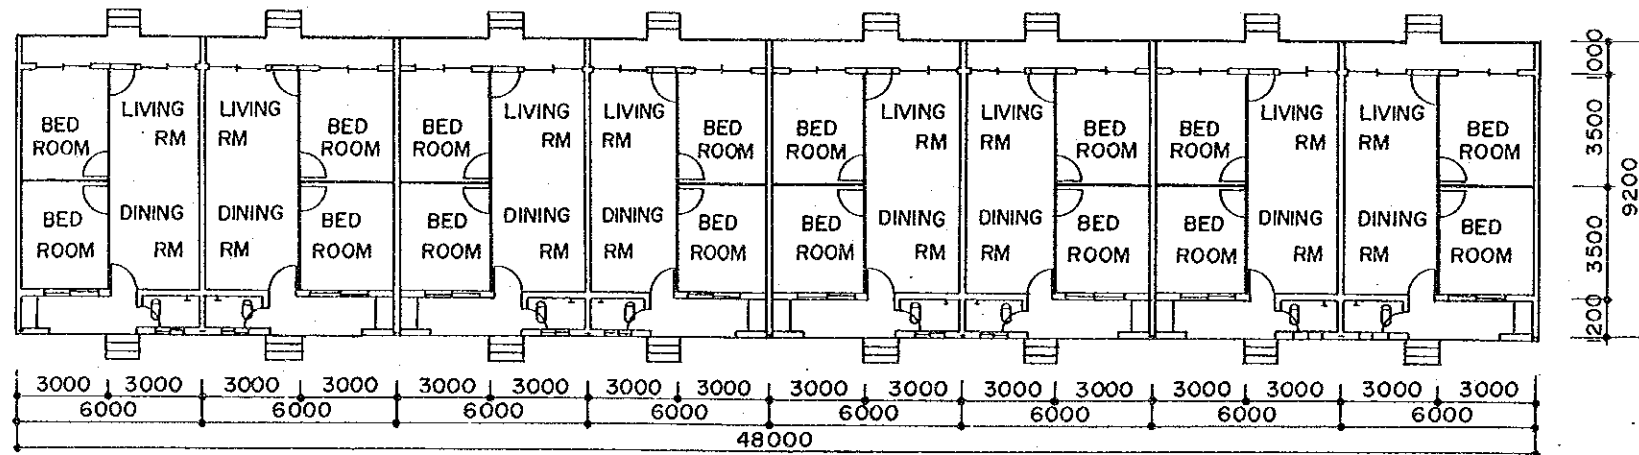 LIVING LIVING LIVING LIVING LIVING LIVING LIVING LIVING
BED RM RM BED BED RM RM BED BED RM RM BED BED RM RM BED
ROOM ROOM ROOM ROOM ROOM ROOM ROOM ROOM
BED DINING DINING BED BED DINING DINING BED BED DINING DINING BED BED DINING DINING BED
ROOM RM RM ROOM ROOM RM RM ROOM ROOM RM RM ROOM ROOM RM RM ROOM
1000
3500
3500
1200
9200
3000 3000 3000 3000 3000 3000 3000 3000 3000 3000 3000 3000 3000 3000 3000 3000
6000 6000 6000 6000 6000 6000 6000 6000
48000